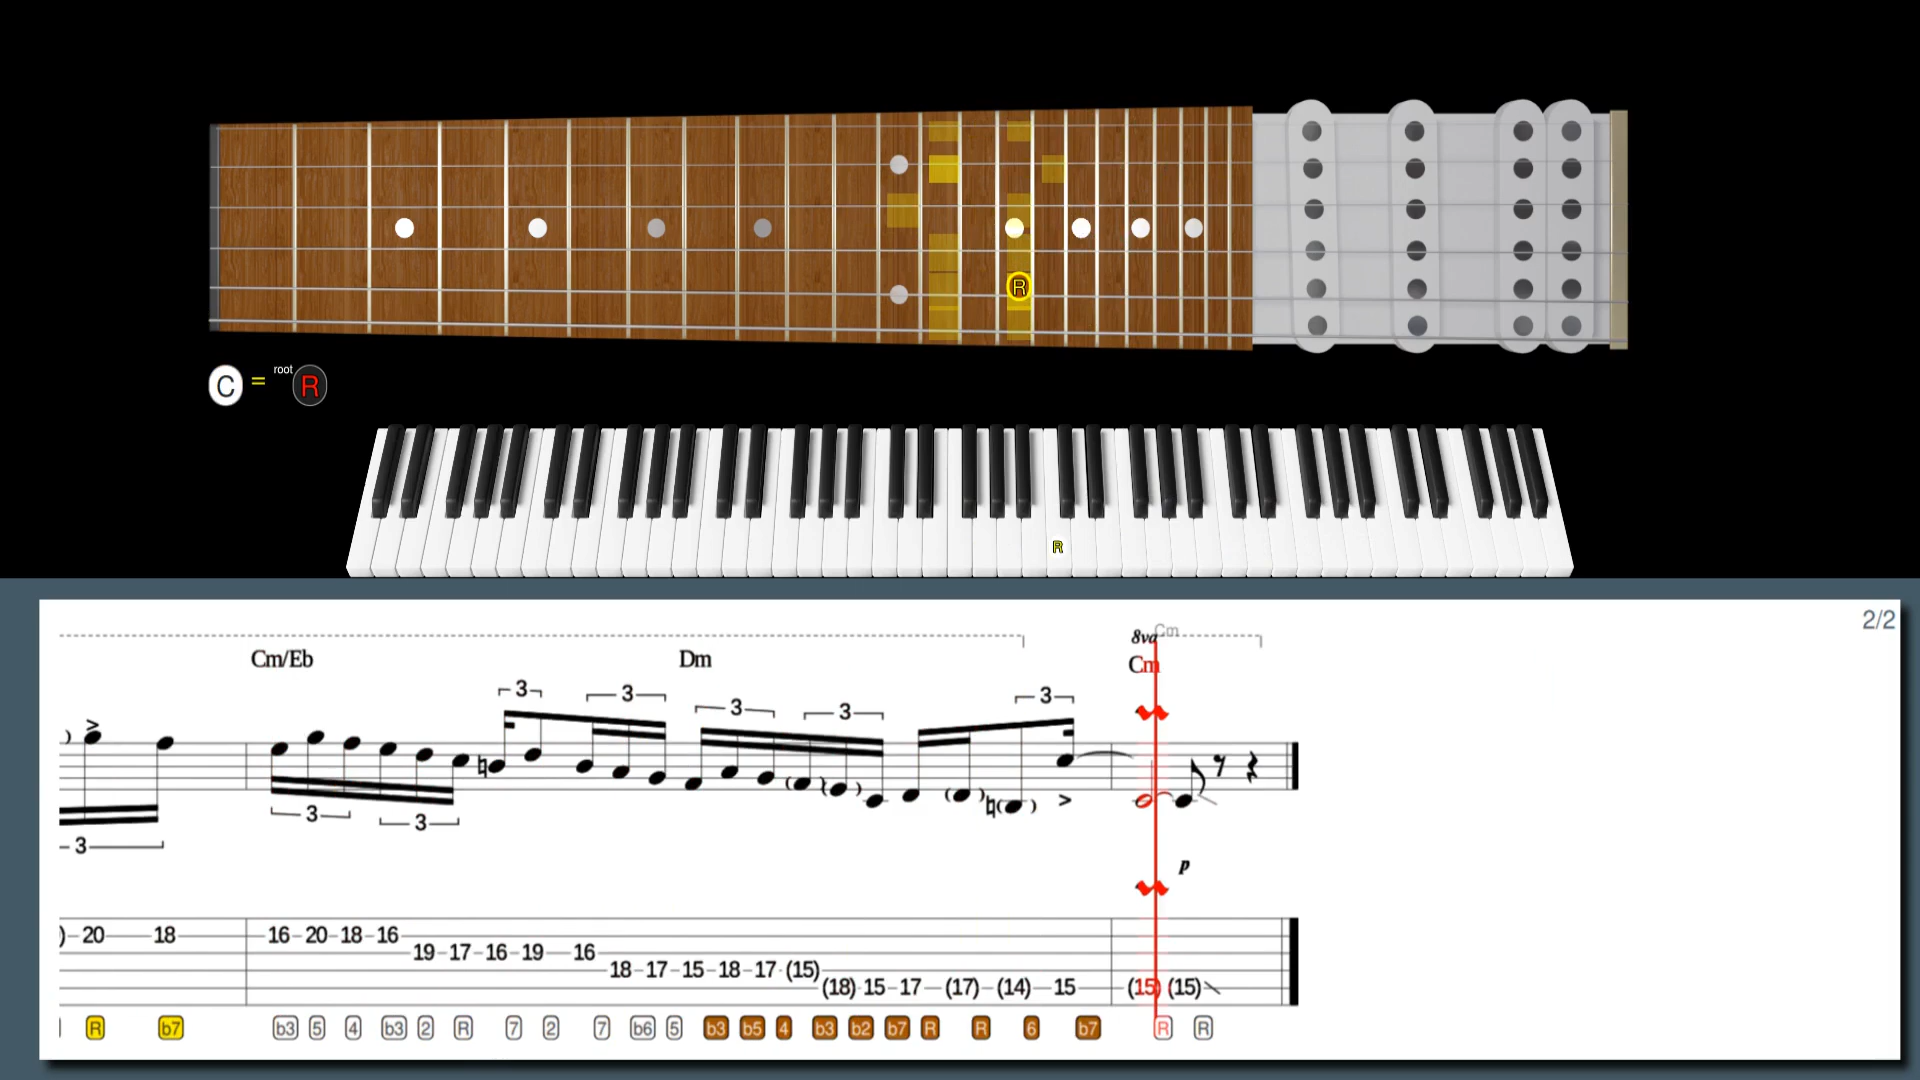 R
C = root R
R
2/2
8va Cm
Cm/Eb Dm Cm
3 3 3 3 3
3 3 3
p
) 20 18 16 20 18 16 19 17 16 19 16 18 17 15 18 17 (15) (18) 15 17 (17) (14) 15 (15) (15)
R b7 b3 5 4 b3 2 R 7 2 7 b6 5 b3 b5 4 b3 b2 b7 R R 6 b7 R R